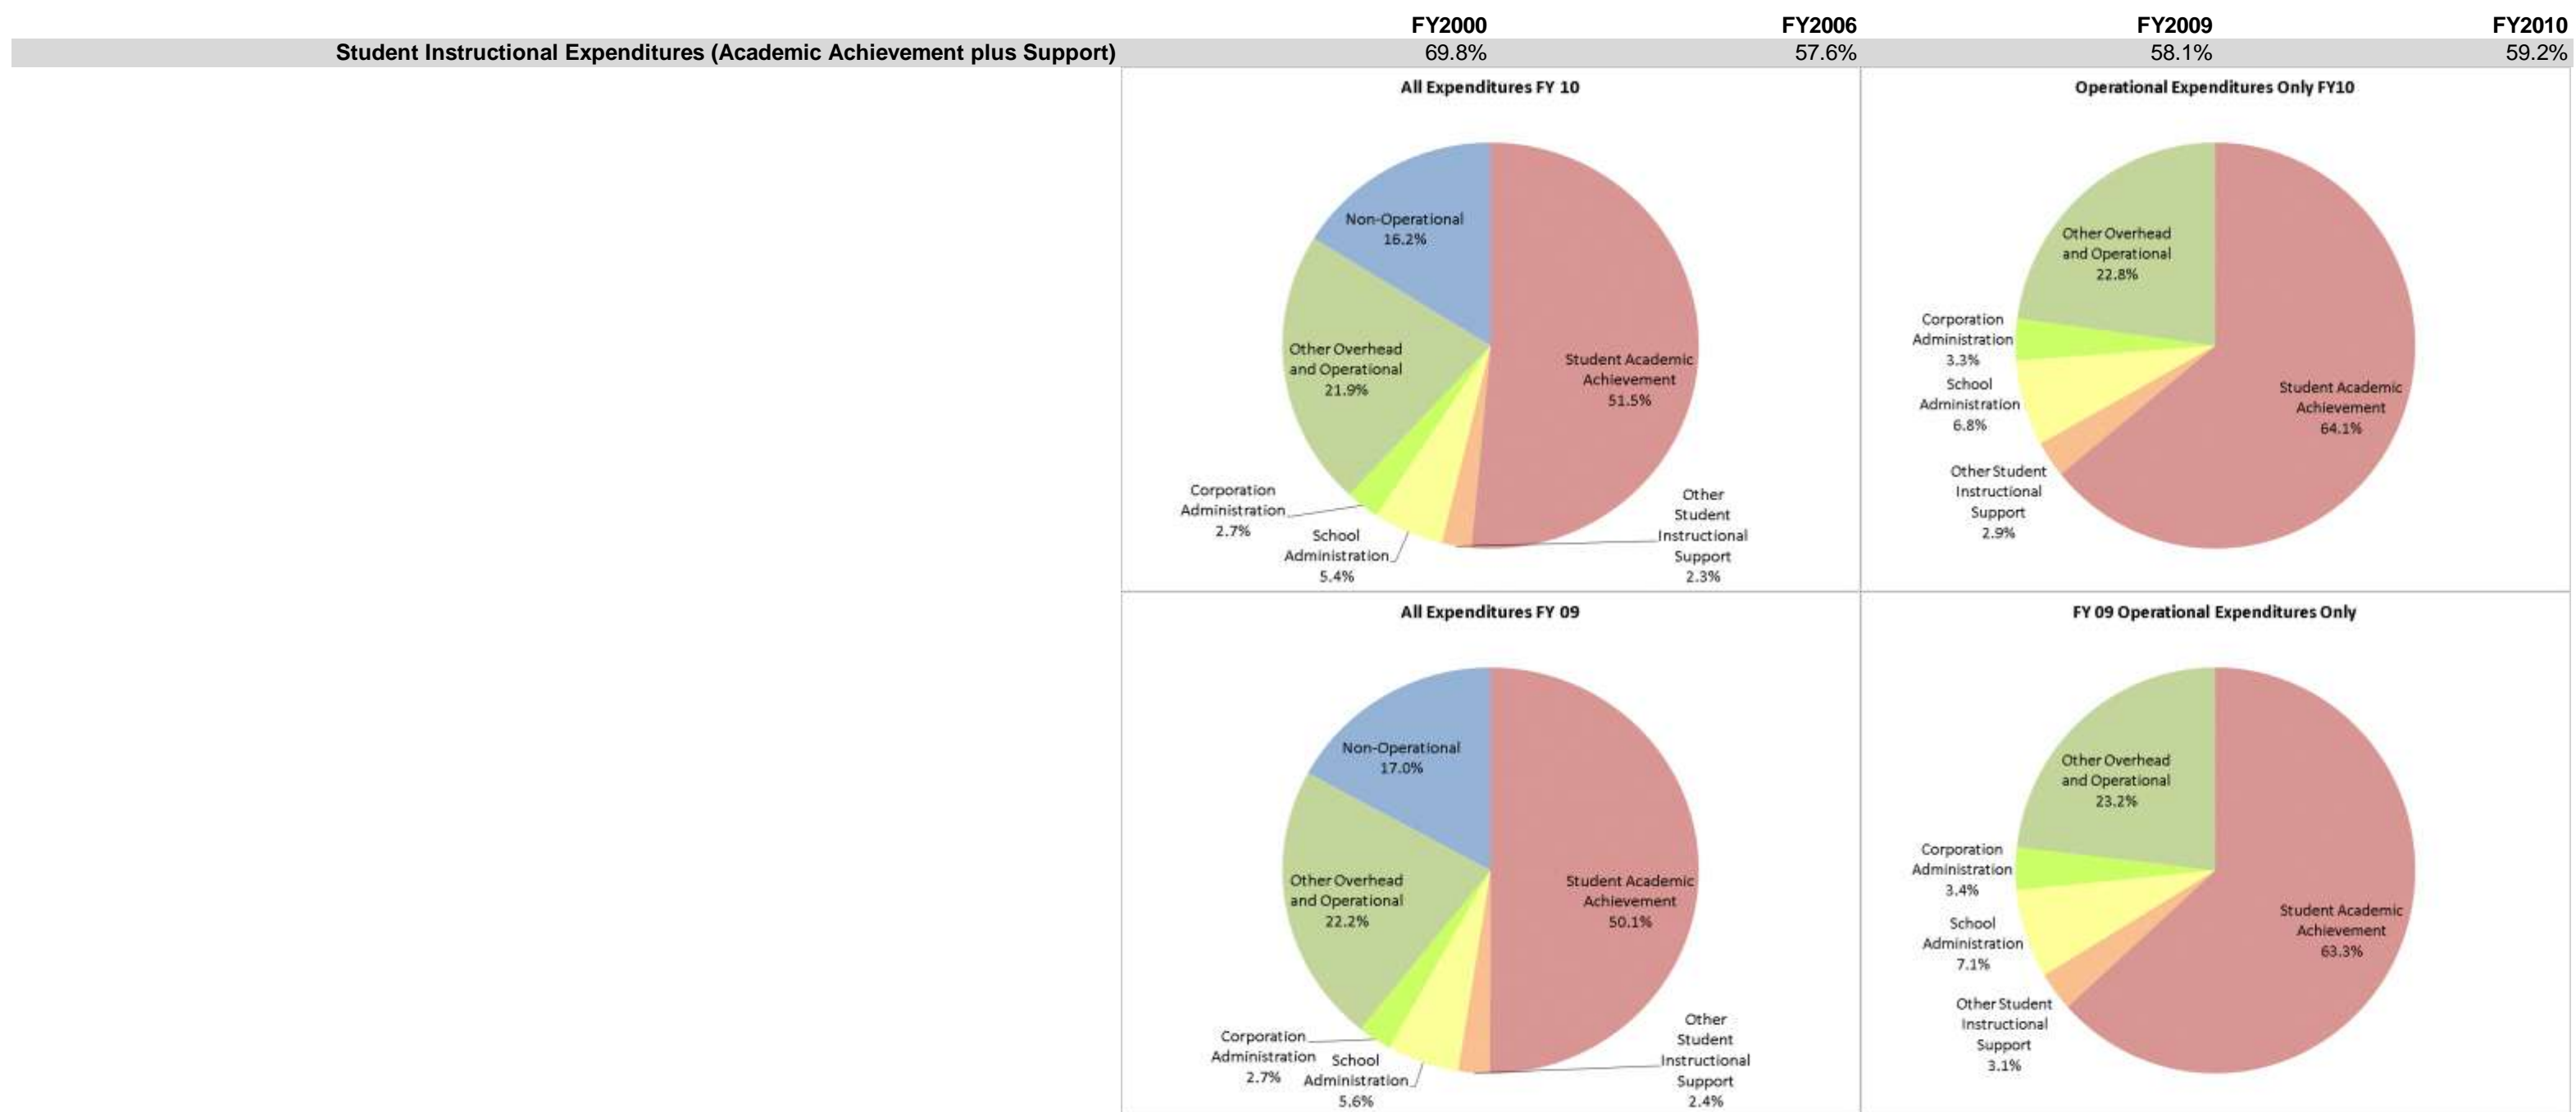 FY2000 FY2006 FY2009 FY2010
Student Instructional Expenditures (Academic Achievement plus Support) 69.8% 57.6% 58.1% 59.2%
All Expenditures FY 10
Non-Operational
16.2%
Other Overhead
and Operational
21.9%
Student Academic
Achievement
51.5%
Corporation
Administration
2.7%
School
Administration
5.4%
Other
Student
Instructional
Support
2.3%
Operational Expenditures Only FY10
Other Overhead
and Operational
22.8%
Corporation
Administration
3.3%
School
Administration
6.8%
Other Student
Instructional
Support
2.9%
Student Academic
Achievement
64.1%
All Expenditures FY 09
Non-Operational
17.0%
Other Overhead
and Operational
22.2%
Student Academic
Achievement
50.1%
Corporation
Administration
2.7%
School
Administration
5.6%
Other
Student
Instructional
Support
2.4%
FY 09 Operational Expenditures Only
Other Overhead
and Operational
23.2%
Corporation
Administration
3.4%
School
Administration
7.1%
Other Student
Instructional
Support
3.1%
Student Academic
Achievement
63.3%